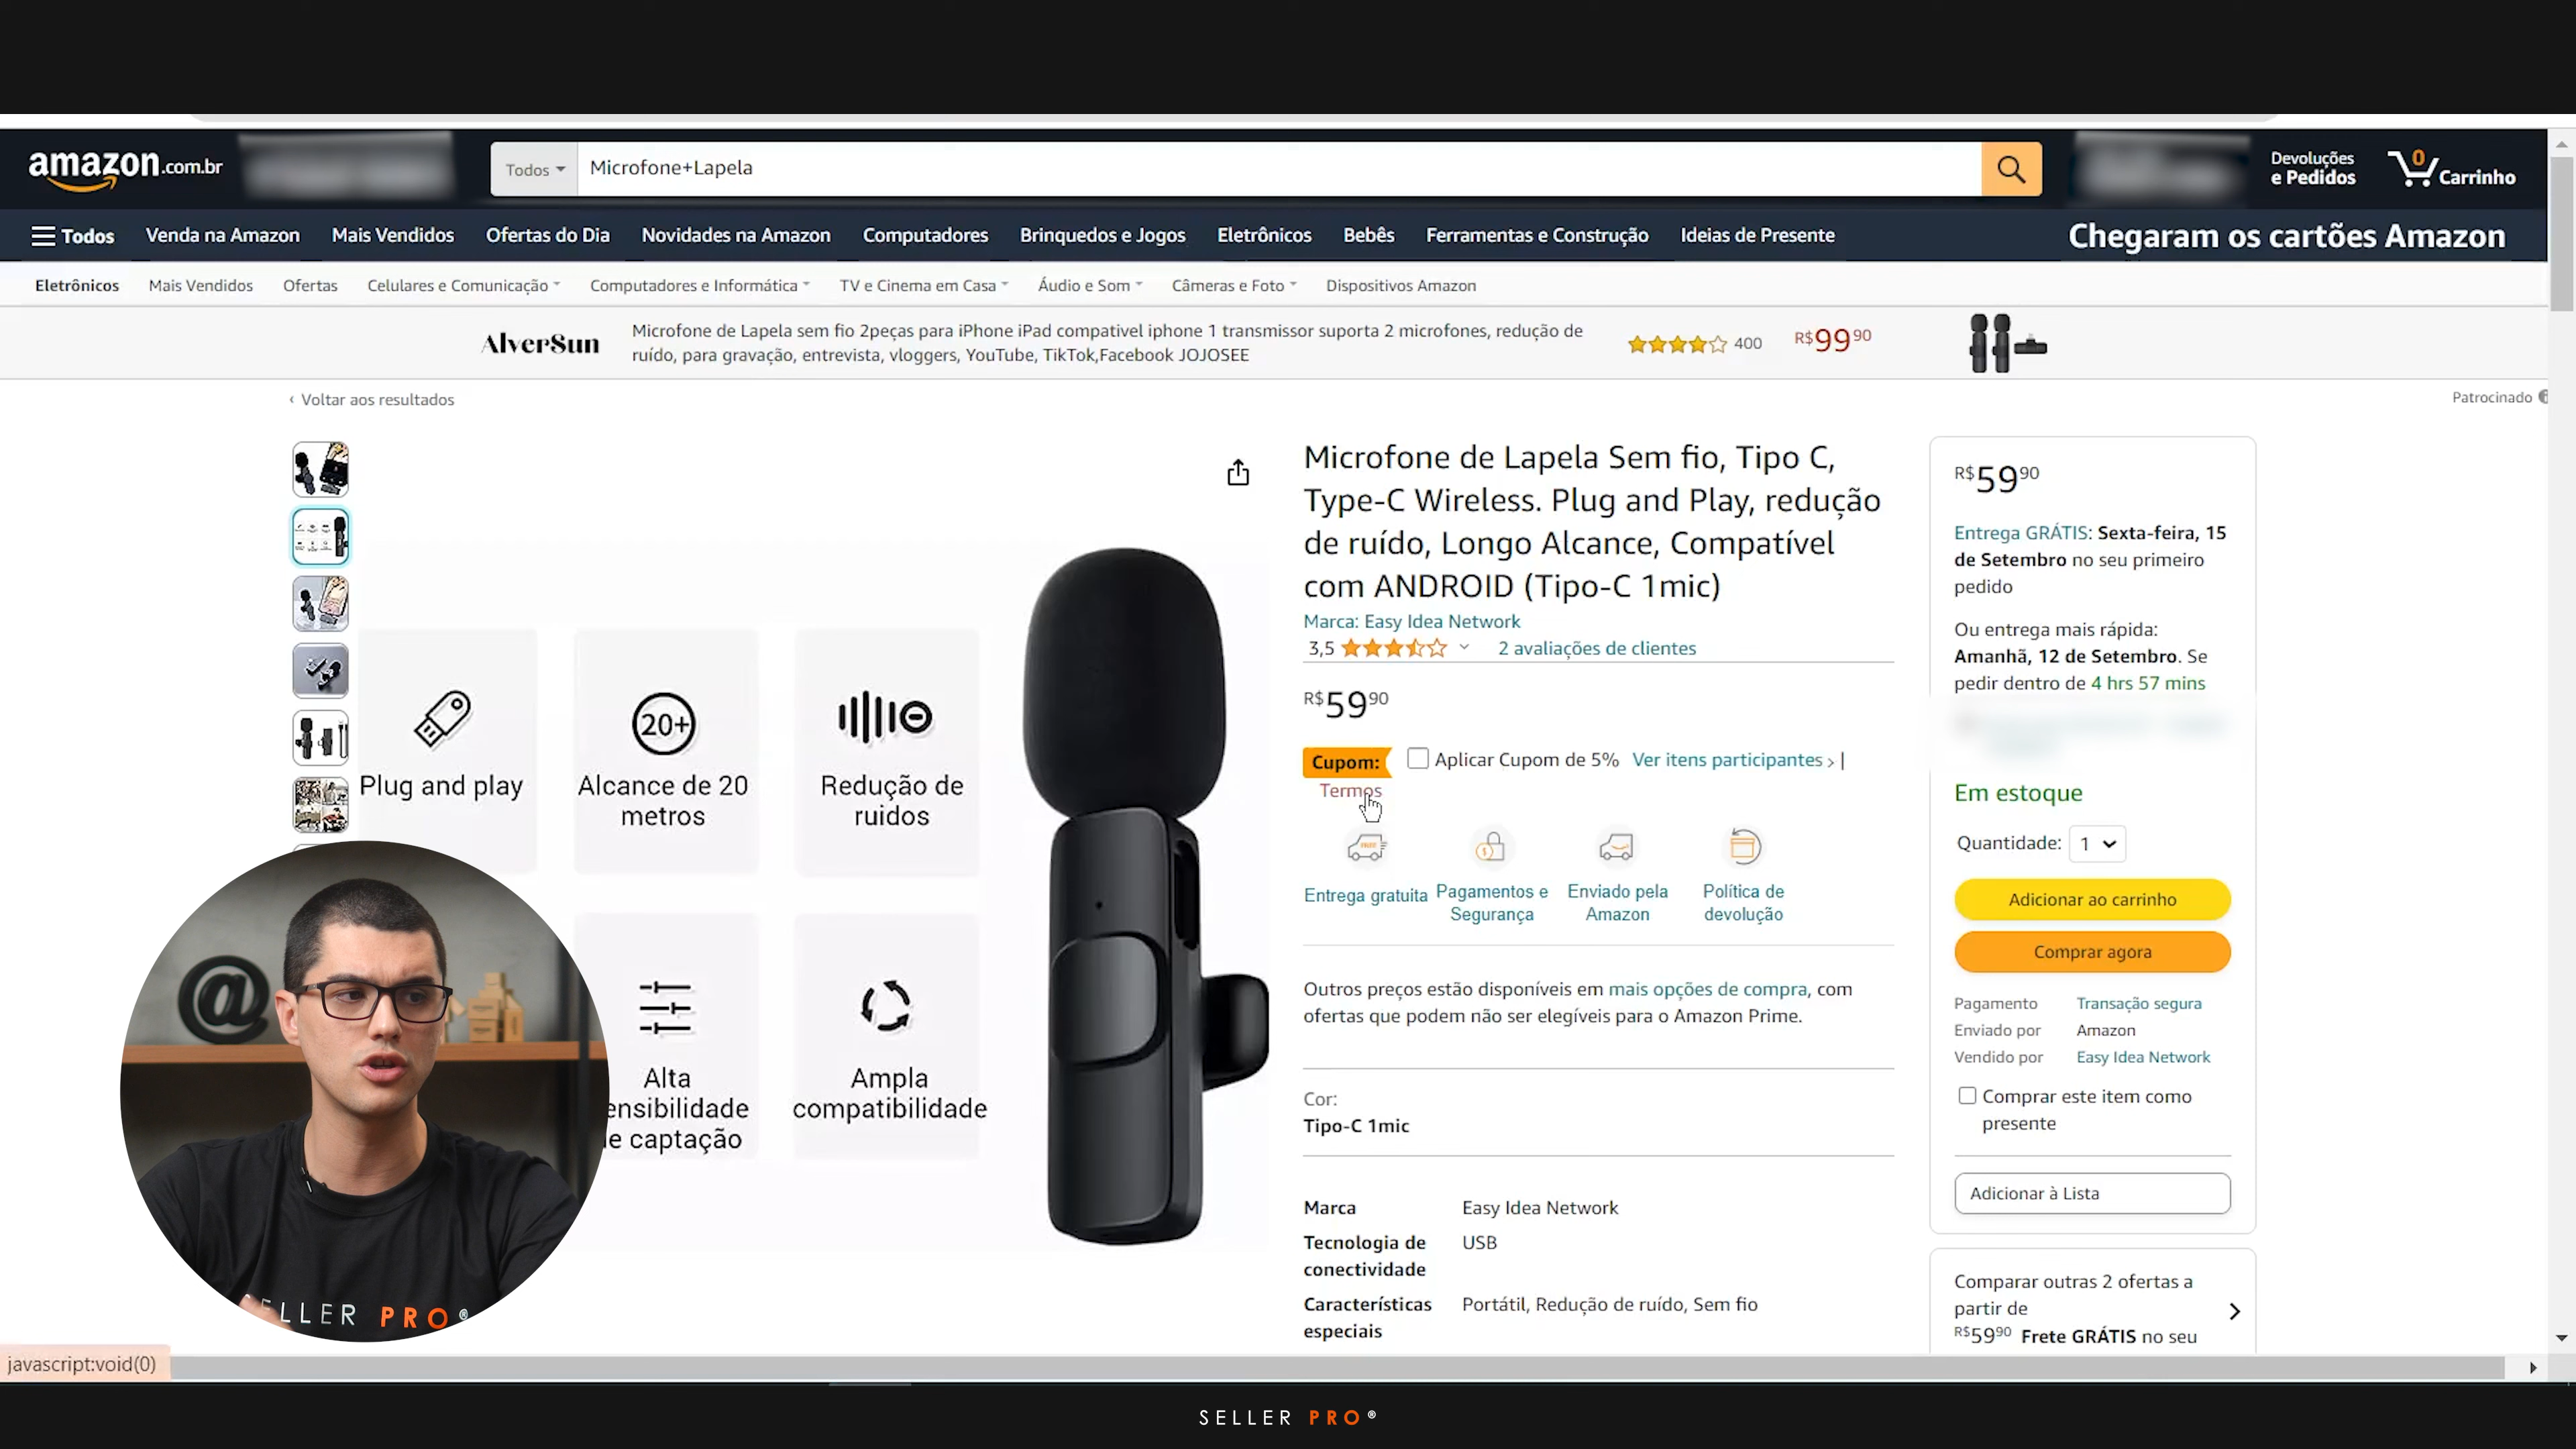 amazon.com.br
Todos
Microfone+Lapela
Devoluções
e Pedidos
0
Carrinho
Todos
Venda na Amazon
Mais Vendidos
Ofertas do Dia
Novidades na Amazon
Computadores
Brinquedos e Jogos
Eletrônicos
Bebês
Ferramentas e Construção
Ideias de Presente
Chegaram os cartões Amazon
Eletrônicos
Mais Vendidos
Ofertas
Celulares e Comunicação
Computadores e Informática
TV e Cinema em Casa
Áudio e Som
Câmeras e Foto
Dispositivos Amazon
AlverSun
Microfone de Lapela sem fio 2peças para iPhone iPad compativel iphone 1 transmissor suporta 2 microfones, redução de
ruído, para gravação, entrevista, vloggers, YouTube, TikTok,Facebook JOJOSEE
400
R$99 90
‹ Voltar aos resultados
Patrocinado
Plug and play
20+
Alcance de 20
metros
Redução de
ruidos
Alta
ensibilidade
e captação
Ampla
compatibilidade
Microfone de Lapela Sem fio, Tipo C,
Type-C Wireless. Plug and Play, redução
de ruído, Longo Alcance, Compatível
com ANDROID (Tipo-C 1mic)
Marca: Easy Idea Network
3,5
2 avaliações de clientes
R$59 90
Cupom:
Aplicar Cupom de 5% Ver itens participantes › |
Termos
Entrega gratuita
Pagamentos e
Segurança
Enviado pela
Amazon
Política de
devolução
Outros preços estão disponíveis em mais opções de compra, com
ofertas que podem não ser elegíveis para o Amazon Prime.
Cor:
Tipo-C 1mic
Marca Easy Idea Network
Tecnologia de USB
conectividade
Características Portátil, Redução de ruído, Sem fio
especiais
R$59 90
Entrega GRÁTIS: Sexta-feira, 15
de Setembro no seu primeiro
pedido
Ou entrega mais rápida:
Amanhã, 12 de Setembro. Se
pedir dentro de 4 hrs 57 mins
Em estoque
Quantidade: 1
Adicionar ao carrinho
Comprar agora
Pagamento Transação segura
Enviado por Amazon
Vendido por Easy Idea Network
Comprar este item como
presente
Adicionar à Lista
Comparar outras 2 ofertas a
partir de
R$59 90 Frete GRÁTIS no seu
@
ELLER PRO®
javascript:void(0)
SELLER PRO®